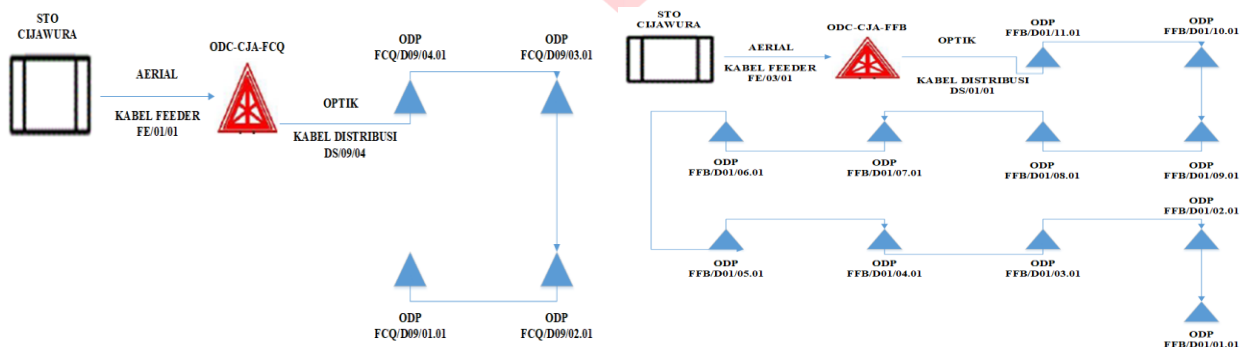 STO
CIJAWURA
ODC-CJA-FCQ
AERIAL
KABEL FEEDER
FE/01/01
OPTIK
KABEL DISTRIBUSI
DS/09/04
ODP
FCQ/D09/04.01
ODP
FCQ/D09/03.01
ODP
FCQ/D09/01.01
ODP
FCQ/D09/02.01
STO
CIJAWURA
AERIAL
KABEL FEEDER
FE/03/01
ODC-CJA-FFB
OPTIK
KABEL DISTRIBUSI
DS/01/01
ODP
FFB/D01/11.01
ODP
FFB/D01/10.01
ODP
FFB/D01/06.01
ODP
FFB/D01/07.01
ODP
FFB/D01/08.01
ODP
FFB/D01/09.01
ODP
FFB/D01/02.01
ODP
FFB/D01/05.01
ODP
FFB/D01/04.01
ODP
FFB/D01/03.01
ODP
FFB/D01/01.01